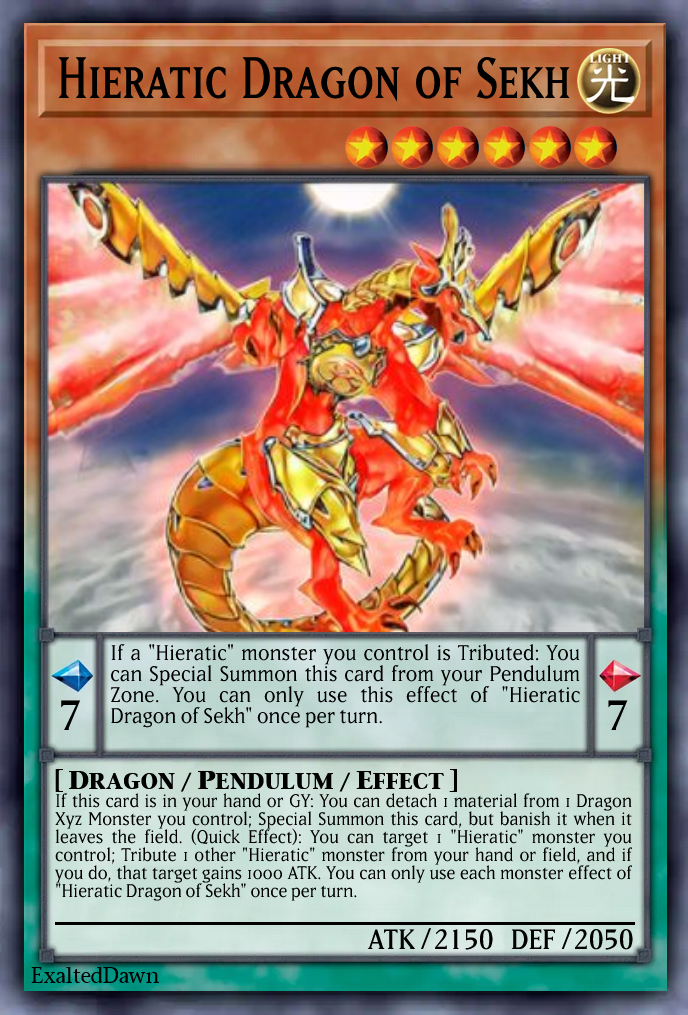 Hieratic Dragon of Sekh
LIGHT
光
If a "Hieratic" monster you control is Tributed: You
can Special Summon this card from your Pendulum
Zone. You can only use this effect of "Hieratic
Dragon of Sekh" once per turn.
7
7
[ Dragon / Pendulum / Effect ]
If this card is in your hand or GY: You can detach 1 material from 1 Dragon
Xyz Monster you control; Special Summon this card, but banish it when it
leaves the field. (Quick Effect): You can target 1 "Hieratic" monster you
control; Tribute 1 other "Hieratic" monster from your hand or field, and if
you do, that target gains 1000 ATK. You can only use each monster effect of
"Hieratic Dragon of Sekh" once per turn.
ATK/2150 DEF/2050
ExaltedDawn